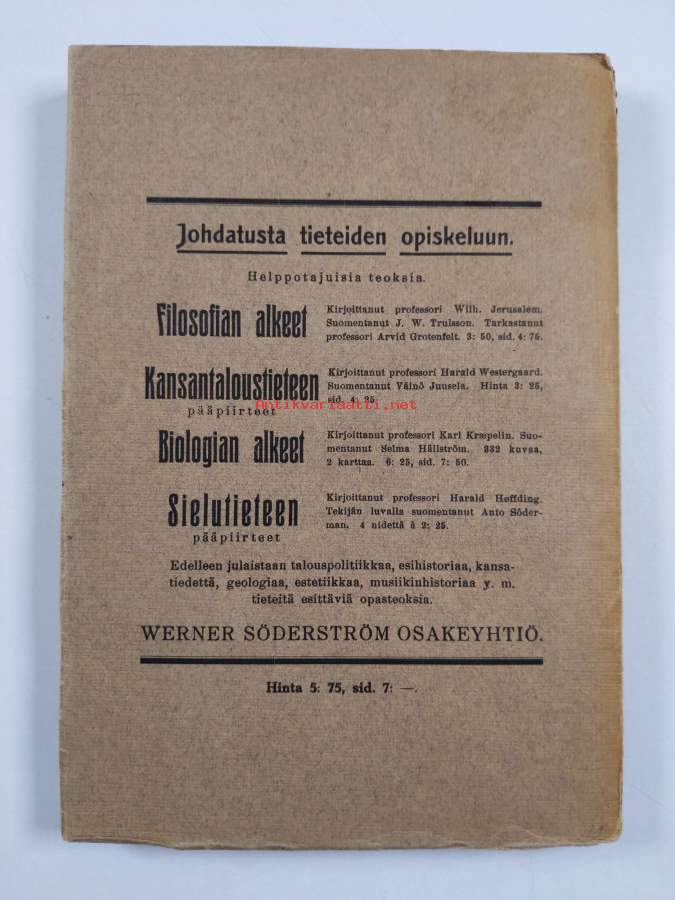 Johdatusta tieteiden opiskeluun.
Helppotajuisia teoksia.
Filosofian alkeet
Kirjoittanut professori Wilh. Jerusalem.
Suomentanut J. W. Truisson. Tarkastanut
professori Arvid Grotenfelt. 3: 50, sid. 4: 75.
Kansantaloustieteen
pääpiirteet
Kirjoittanut professori Harald Westergaard.
Suomentanut Väinö Juusela. Hinta 3: 25,
sid. 4: 25
Antikvariaatti.net
Biologian alkeet
Kirjoittanut professori Karl Kræpelin. Suo-
mentanut Selma Hällström. 332 kuvaa,
2 karttaa. 6: 25, sid. 7: 50.
Sielutieteen
pääpiirteet
Kirjoittanut professori Harald Høffding.
Tekijän luvalla suomentanut Anto Söder-
man. 4 nidettä à 2: 25.
Edelleen julaistaan talouspolitiikkaa, esihistoriaa, kansa-
tiedettä, geologiaa, estetiikkaa, musiikinhistoriaa y. m.
tieteitä esittäviä opasteoksia.
WERNER SÖDERSTRÖM OSAKEYHTIÖ.
Hinta 5: 75, sid. 7: —.